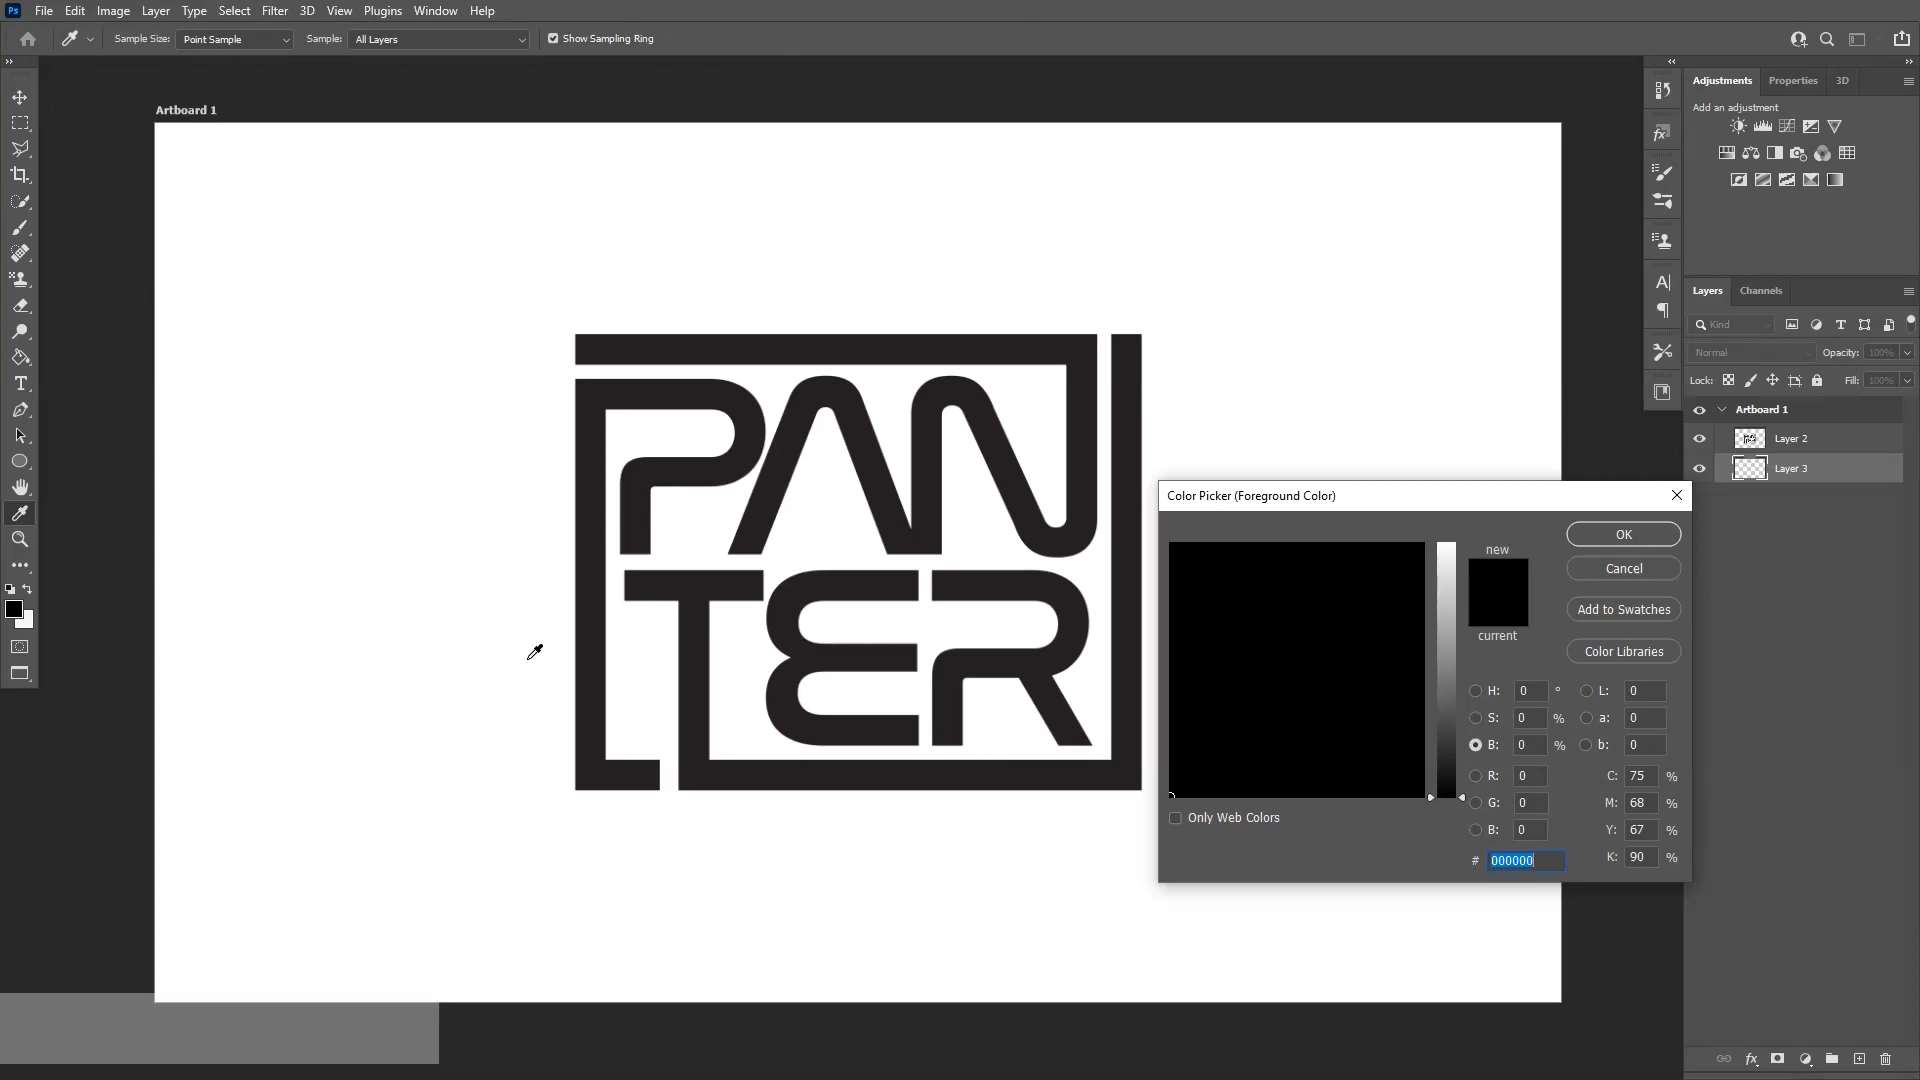 Ps File Edit Image Layer Type Select Filter 3D View Plugins Window Help
Sample Size: Point Sample Sample: All Layers Show Sampling Ring
Adjustments Properties 3D
Add an adjustment
Artboard 1
PAN
TER
Layers Channels
Kind
Normal Opacity: 100%
Lock: Fill: 100%
Artboard 1
Layer 2
Layer 3
Color Picker (Foreground Color)
new
current
OK
Cancel
Add to Swatches
Color Libraries
H: 0 ° L: 0
S: 0 % a: 0
B: 0 % b: 0
R: 0 C: 75 %
G: 0 M: 68 %
B: 0 Y: 67 %
# 000000 K: 90 %
Only Web Colors